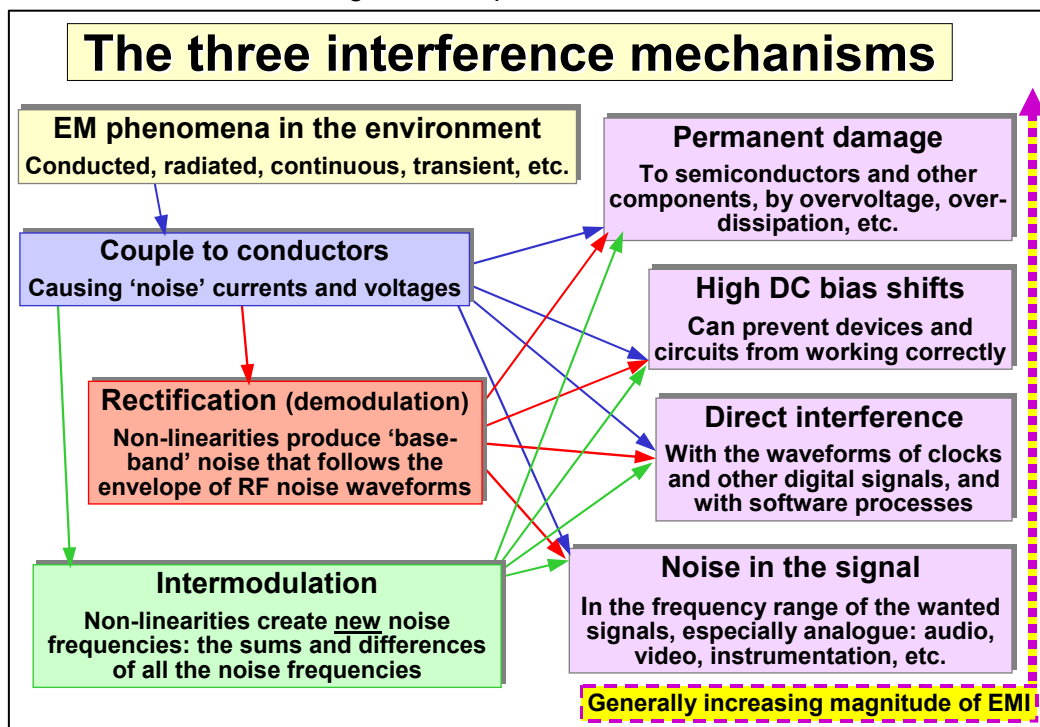 The three interference mechanisms
EM phenomena in the environment
Conducted, radiated, continuous, transient, etc.
Couple to conductors
Causing ‘noise’ currents and voltages
Rectification (demodulation)
Non-linearities produce ‘base-
band’ noise that follows the
envelope of RF noise waveforms
Intermodulation
Non-linearities create new noise
frequencies: the sums and differences
of all the noise frequencies
Permanent damage
To semiconductors and other
components, by overvoltage, over-
dissipation, etc.
High DC bias shifts
Can prevent devices and
circuits from working correctly
Direct interference
With the waveforms of clocks
and other digital signals, and
with software processes
Noise in the signal
In the frequency range of the wanted
signals, especially analogue: audio,
video, instrumentation, etc.
Generally increasing magnitude of EMI